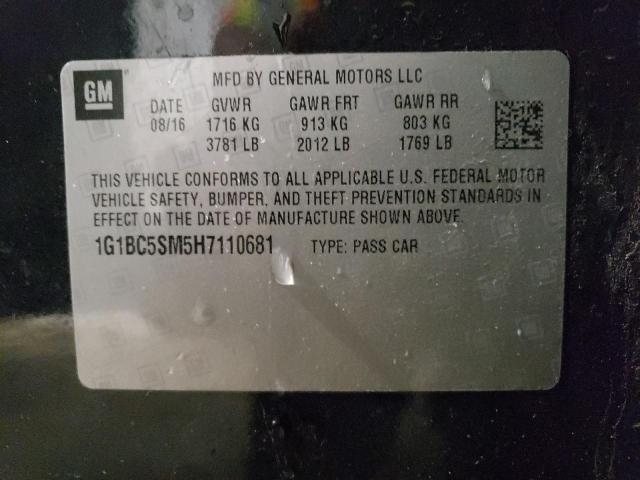 GM
MFD BY GENERAL MOTORS LLC
DATE GVWR GAWR FRT GAWR RR
08/16 1716 KG 913 KG 803 KG
3781 LB 2012 LB 1769 LB
THIS VEHICLE CONFORMS TO ALL APPLICABLE U.S. FEDERAL MOTOR
VEHICLE SAFETY, BUMPER, AND THEFT PREVENTION STANDARDS IN
EFFECT ON THE DATE OF MANUFACTURE SHOWN ABOVE.
1G1BC5SM5H7110681 TYPE: PASS CAR